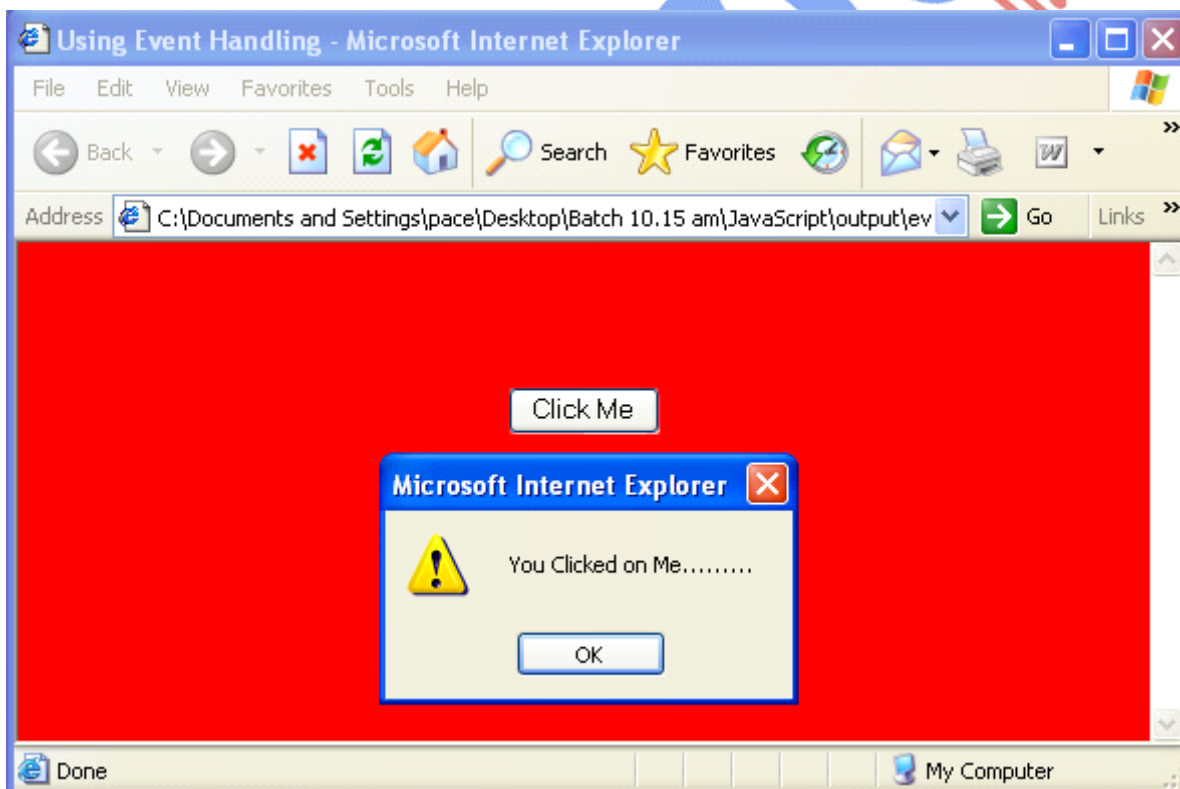 Using Event Handling - Microsoft Internet Explorer
File Edit View Favorites Tools Help
Back Search Favorites W »
Address C:\Documents and Settings\pace\Desktop\Batch 10.15 am\JavaScript\output\ev Go Links »
Click Me
Microsoft Internet Explorer
You Clicked on Me.........
OK
Done My Computer